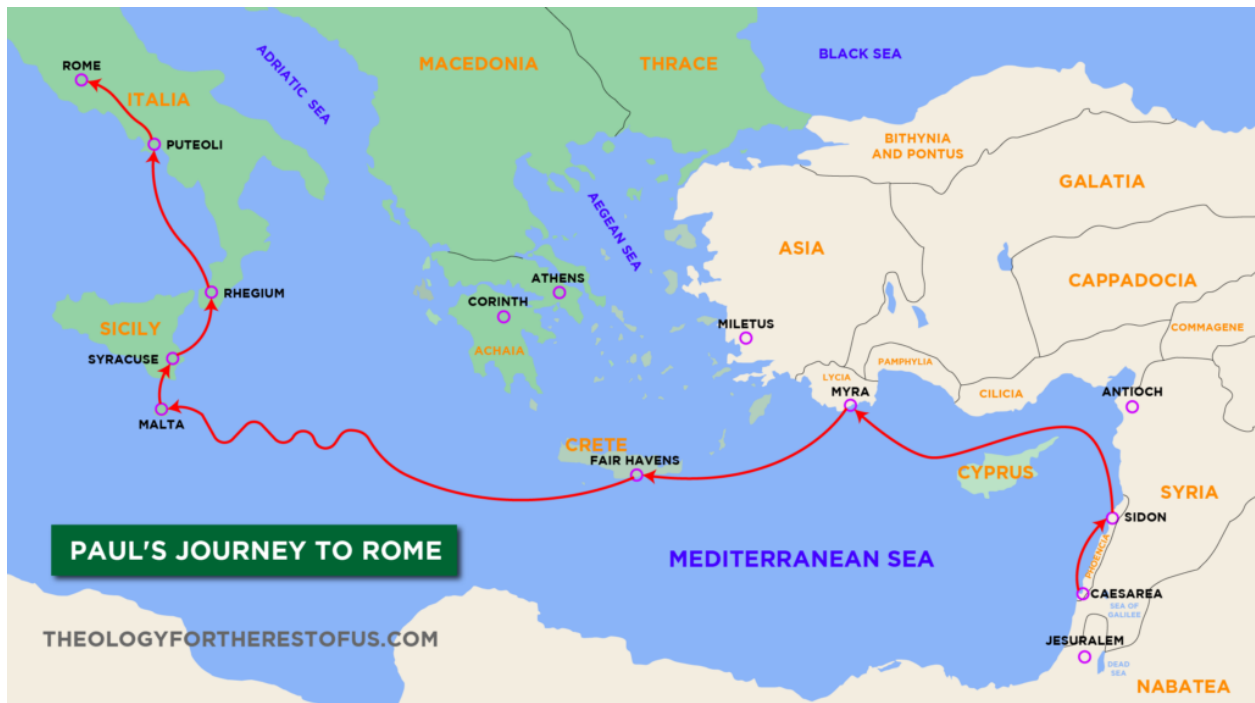 BLACK SEA
ADRIATIC SEA
MACEDONIA
THRACE
ROME
ITALIA
PUTEOLI
BITHYNIA
AND PONTUS
GALATIA
AEGEAN SEA
ASIA
CAPPADOCIA
ATHENS
CORINTH
RHEGIUM
SICILY
MILETUS
COMMAGENE
ACHAIA
SYRACUSE
PAMPHYLIA
LYCIA
MYRA
CILICIA
ANTIOCH
MALTA
CRETE
FAIR HAVENS
CYPRUS
SYRIA
SIDON
PHOENCIA
PAUL'S JOURNEY TO ROME
MEDITERRANEAN SEA
CAESAREA
SEA OF
GALILEE
THEOLOGYFORTHERESTOFUS.COM
JESURALEM
DEAD
SEA
NABATEA